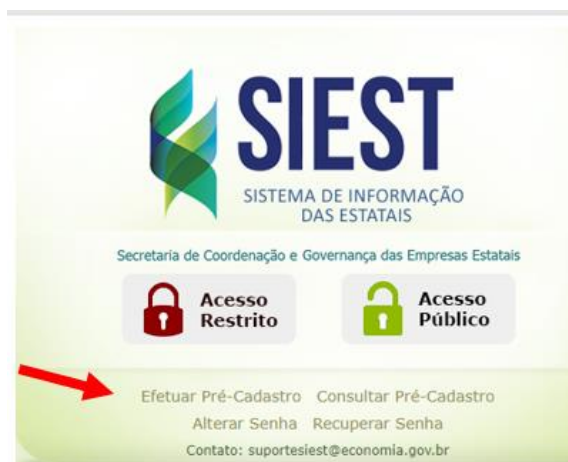 SIEST
SISTEMA DE INFORMAÇÃO
DAS ESTATAIS
Secretaria de Coordenação e Governança das Empresas Estatais
Acesso
Restrito
Acesso
Público
Efetuar Pré-Cadastro Consultar Pré-Cadastro
Alterar Senha Recuperar Senha
Contato: suportesiest@economia.gov.br